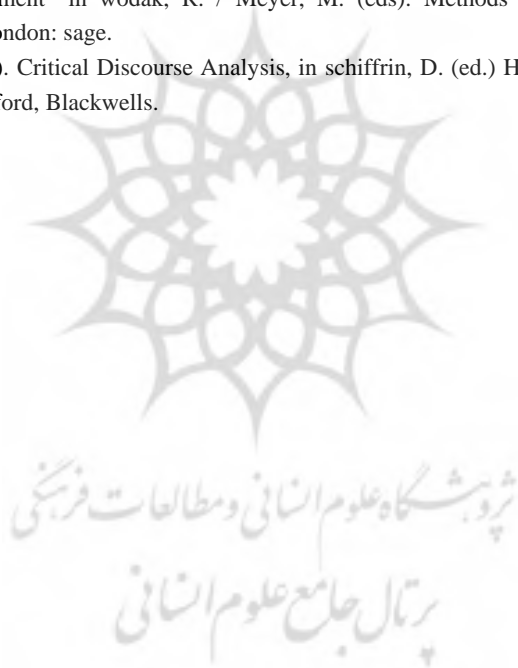 ment in wodak, R. / Meyer, M. (eds). Methods
ondon: sage.
). Critical Discourse Analysis, in schiffrin, D. (ed.) H
ford, Blackwells.
پژوهشگاه علوم انسانی و مطالعات فرهنگی
پرتال جامع علوم انسانی